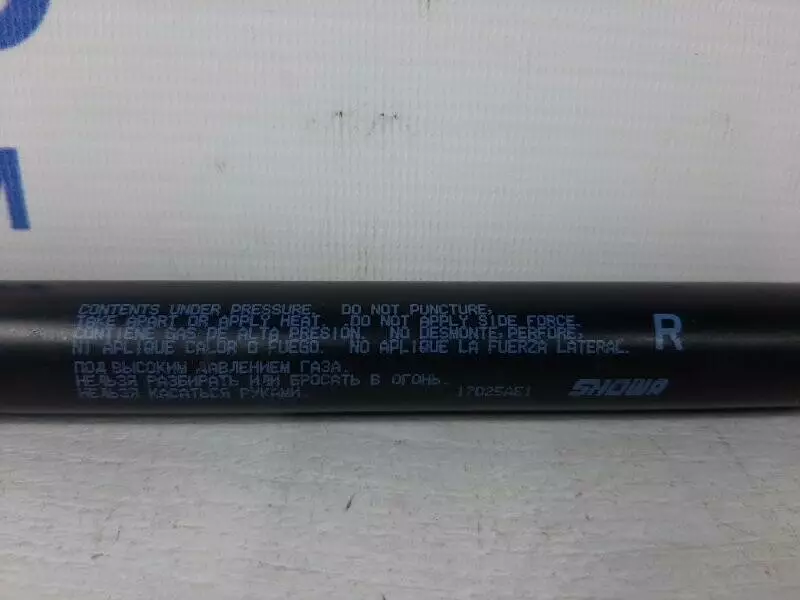 M
CONTENTS UNDER PRESSURE. DO NOT PUNCTURE,
TAKE APART OR APPLY HEAT. DO NOT APPLY SIDE FORCE.
CONTIENE GAS DE ALTA PRESIÓN. NO DESMONTE, PERFORE,
NI APLIQUE CALOR O FUEGO. NO APLIQUE LA FUERZA LATERAL.
R
ПОД ВЫСОКИМ ДАВЛЕНИЕМ ГАЗА.
НЕЛЬЗЯ РАЗБИРАТЬ ИЛИ БРОСАТЬ В ОГОНЬ.
НЕЛЬЗЯ КАСАТЬСЯ РУКАМИ.
17025AE1
SHOWA